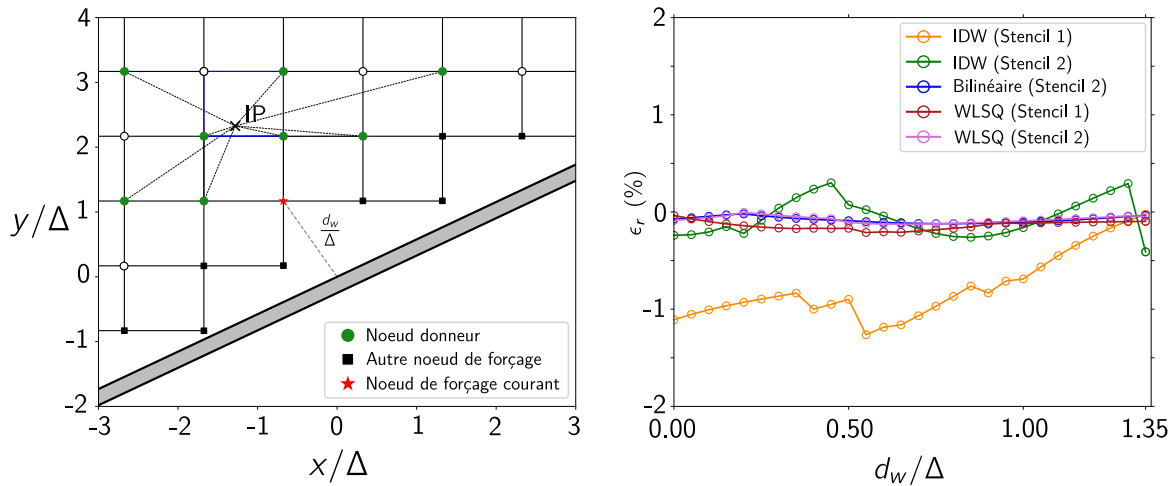 4
3
2
1
0
-1
-2
y/Δ
IP
d_w/Δ
Noeud donneur
Autre noeud de forçage
Noeud de forçage courant
-3 -2 -1 0 1 2 3
x/Δ
2
1
0
-1
-2
ϵ_r (%)
IDW (Stencil 1)
IDW (Stencil 2)
Bilinéaire (Stencil 2)
WLSQ (Stencil 1)
WLSQ (Stencil 2)
0.00 0.50 1.00 1.35
d_w/Δ